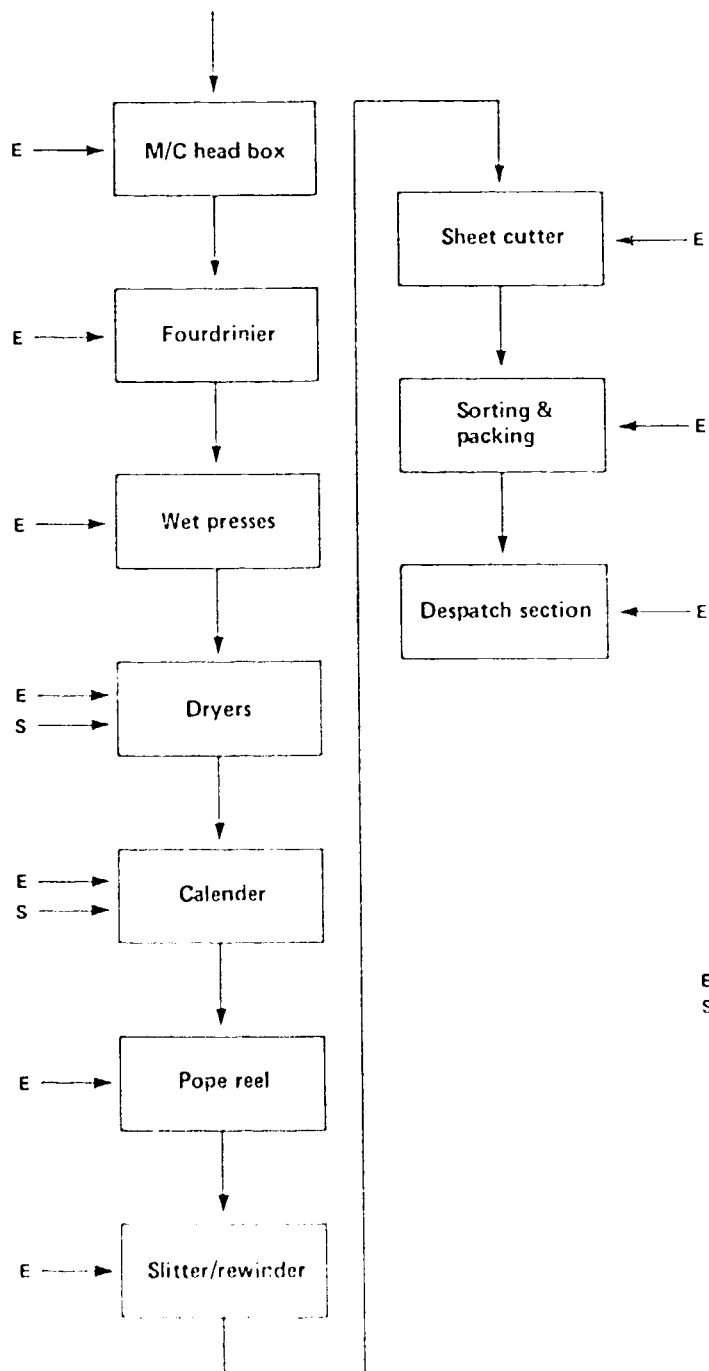 E
M/C head box
E
Fourdrinier
E
Wet presses
E
S
Dryers
E
S
Calender
E
Pope reel
E
Slitter/rewinder
Sheet cutter
E
Sorting &
packing
E
Despatch section
E
E
S